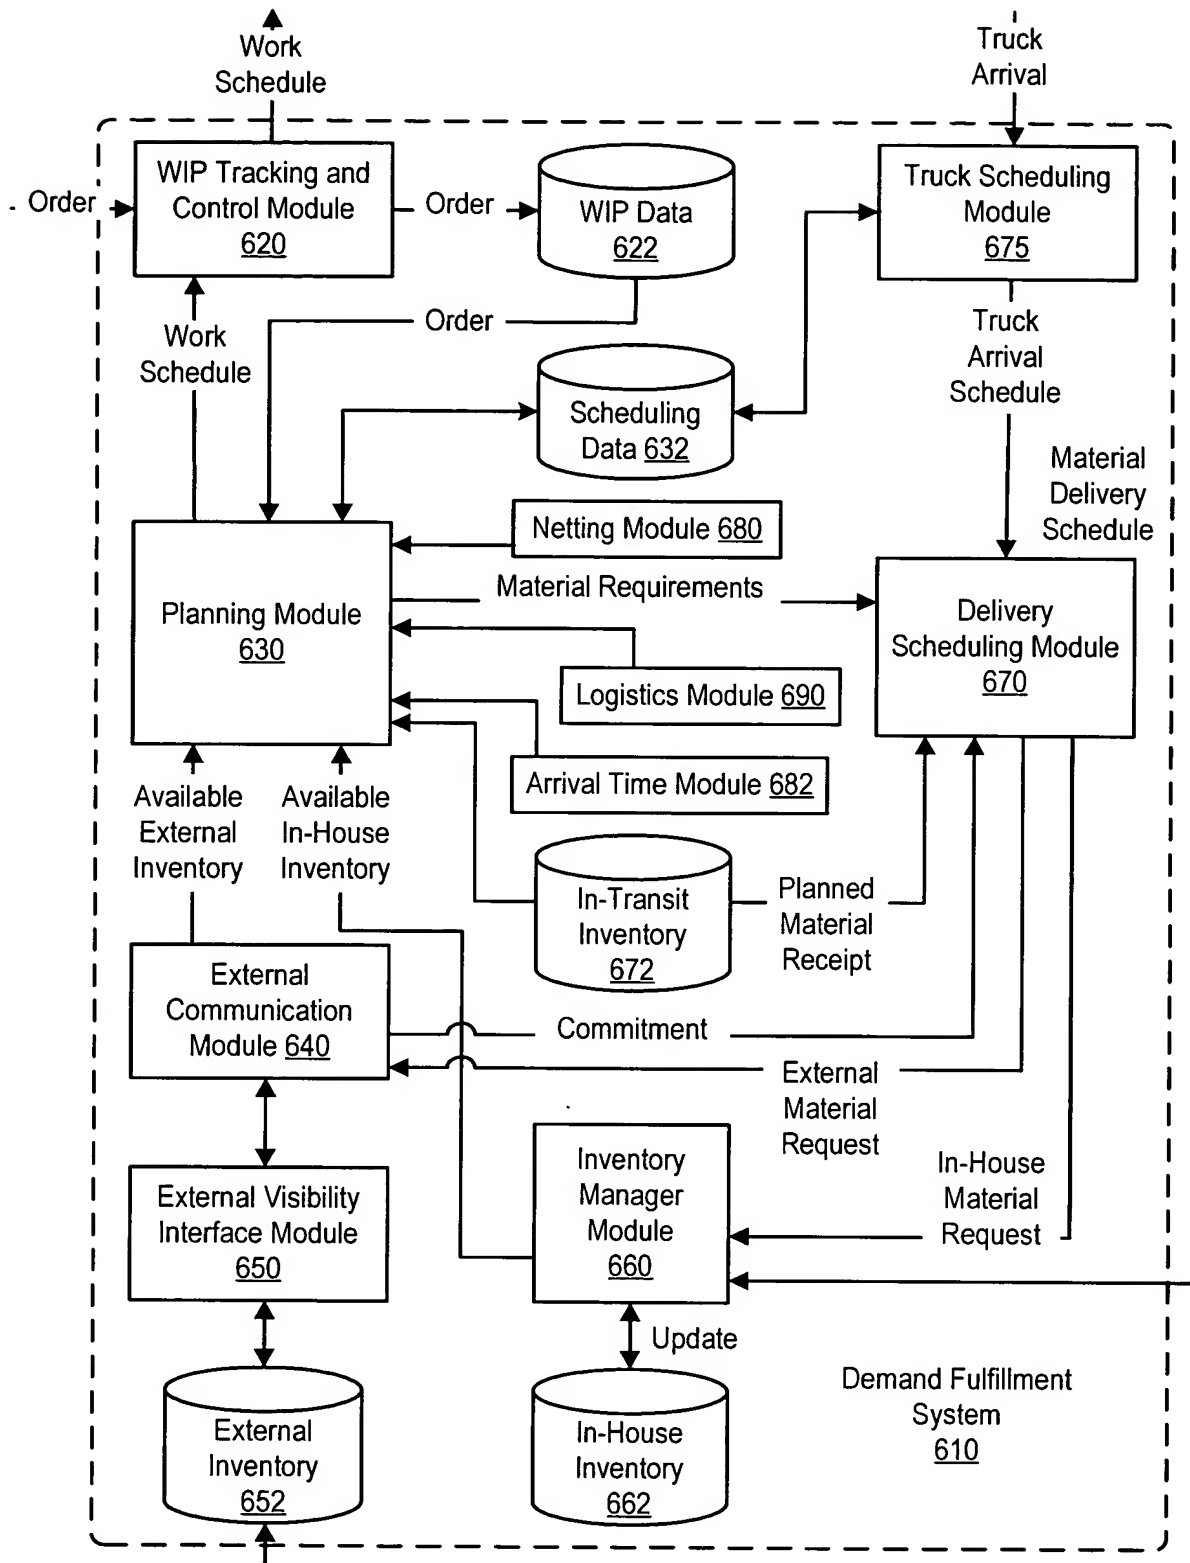 Work
Schedule
Truck
Arrival
Order
WIP Tracking and
Control Module
620
Order
WIP Data
622
Truck Scheduling
Module
675
Work
Schedule
Order
Truck
Arrival
Schedule
Scheduling
Data 632
Material
Delivery
Schedule
Netting Module 680
Planning Module
630
Material Requirements
Delivery
Scheduling Module
670
Logistics Module 690
Arrival Time Module 682
Available
External
Inventory
Available
In-House
Inventory
In-Transit
Inventory
672
Planned
Material
Receipt
External
Communication
Module 640
Commitment
External
Material
Request
Inventory
Manager
Module
660
In-House
Material
Request
External Visibility
Interface Module
650
Update
External
Inventory
652
In-House
Inventory
662
Demand Fulfillment
System
610